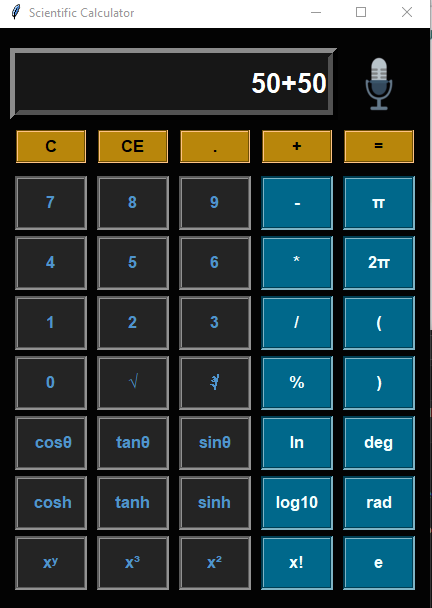 Scientific Calculator
50+50
C CE . + =
7 8 9 - π
4 5 6 * 2π
1 2 3 / (
0 √ ∛ % )
cosθ tanθ sinθ ln deg
cosh tanh sinh log10 rad
xʸ x³ x² x! e